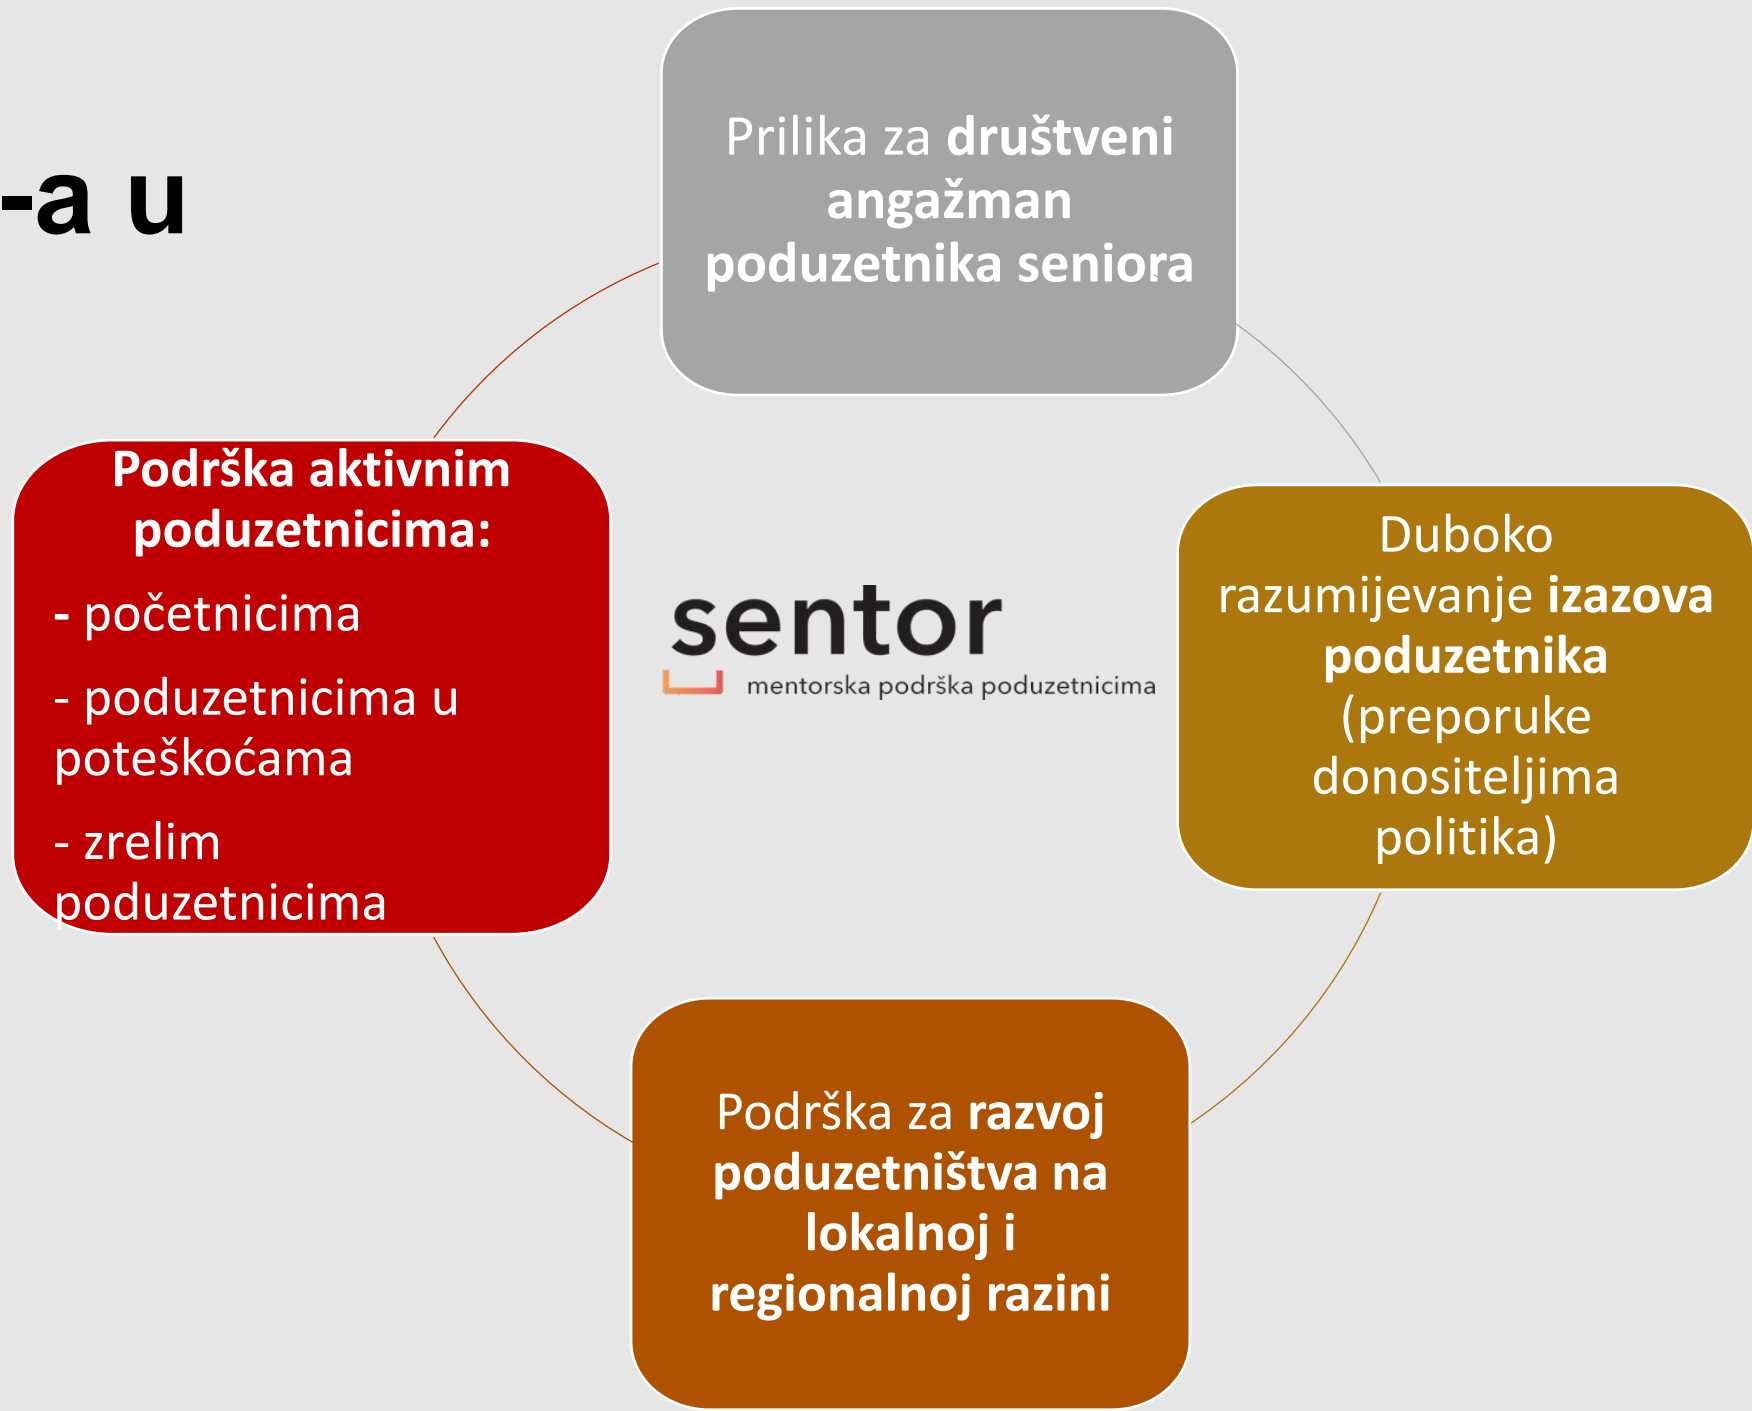 -a u
Prilika za društveni
angažman
poduzetnika seniora
Podrška aktivnim
poduzetnicima:
- početnicima
- poduzetnicima u
poteškoćama
- zrelim
poduzetnicima
sentor
mentorska podrška poduzetnicima
Duboko
razumijevanje izazova
poduzetnika
(preporuke
donositeljima
politika)
Podrška za razvoj
poduzetništva na
lokalnoj i
regionalnoj razini